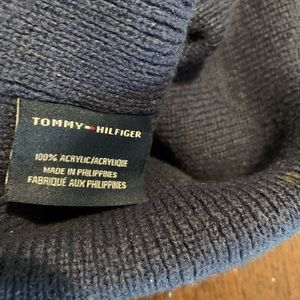 TOMMY HILFIGER
100% ACRYLIC/ACRYLIQUE
MADE IN PHILIPPINES
FABRIQUÉ AUX PHILIPPINES